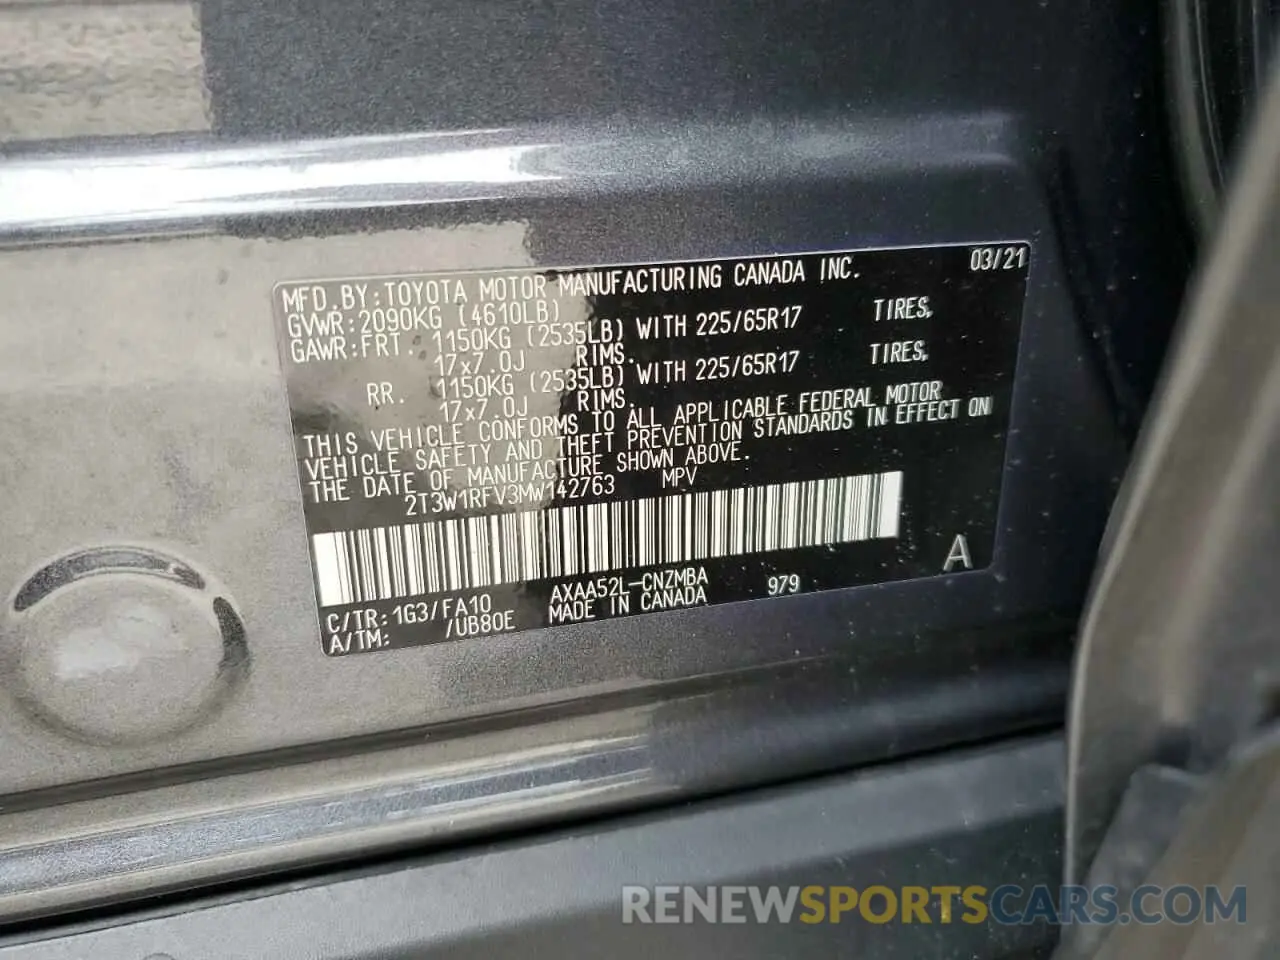 MFD.BY:TOYOTA MOTOR MANUFACTURING CANADA INC. 03/21
GVWR:2090KG (4610LB)
GAWR:FRT. 1150KG (2535LB) WITH 225/65R17 TIRES,
17x7.0J RIMS.
RR. 1150KG (2535LB) WITH 225/65R17 TIRES,
17x7.0J RIMS.
THIS VEHICLE CONFORMS TO ALL APPLICABLE FEDERAL MOTOR
VEHICLE SAFETY AND THEFT PREVENTION STANDARDS IN EFFECT ON
THE DATE OF MANUFACTURE SHOWN ABOVE.
2T3W1RFV3MW142763 MPV
C/TR:1G3/FA10 AXAA52L-CNZMBA 979 A
A/TM: /UB80E MADE IN CANADA
RENEWSPORTSCARS.COM